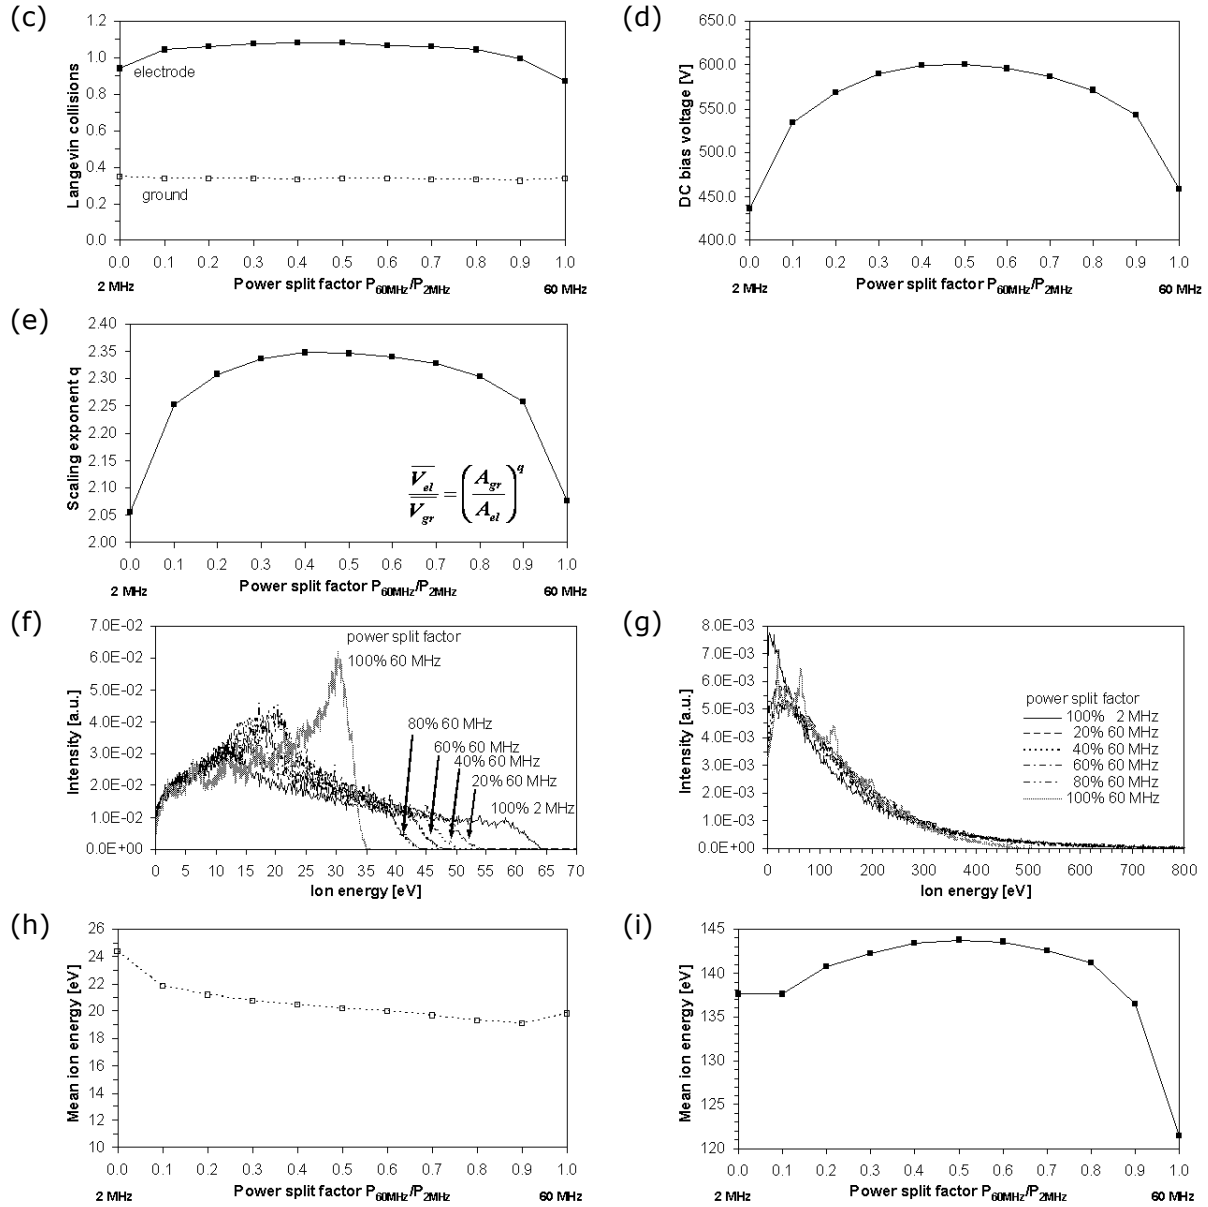 (c)
1.2
1.0
0.8
0.6
0.4
0.2
0.0
Langevin collisions
electrode
ground
0.0 0.1 0.2 0.3 0.4 0.5 0.6 0.7 0.8 0.9 1.0
2 MHz Power split factor P60MHz/P2MHz 60 MHz
(d)
650.0
600.0
550.0
500.0
450.0
400.0
DC bias voltage [V]
0.0 0.1 0.2 0.3 0.4 0.5 0.6 0.7 0.8 0.9 1.0
2 MHz Power split factor P60MHz/P2MHz 60 MHz
(e)
2.40
2.35
2.30
2.25
2.20
2.15
2.10
2.05
2.00
Scaling exponent q
Vel/Vgr = (Agr/Ael)q
0.0 0.1 0.2 0.3 0.4 0.5 0.6 0.7 0.8 0.9 1.0
2 MHz Power split factor P60MHz/P2MHz 60 MHz
(f)
7.0E-02
6.0E-02
5.0E-02
4.0E-02
3.0E-02
2.0E-02
1.0E-02
0.0E+00
Intensity [a.u.]
power split factor
100% 60 MHz
80% 60 MHz
60% 60 MHz
40% 60 MHz
20% 60 MHz
100% 2 MHz
0 5 10 15 20 25 30 35 40 45 50 55 60 65 70
Ion energy [eV]
(g)
8.0E-03
7.0E-03
6.0E-03
5.0E-03
4.0E-03
3.0E-03
2.0E-03
1.0E-03
0.0E+00
Intensity [a.u.]
power split factor
100% 2 MHz
20% 60 MHz
40% 60 MHz
60% 60 MHz
80% 60 MHz
100% 60 MHz
0 100 200 300 400 500 600 700 800
Ion energy [eV]
(h)
26
24
22
20
18
16
14
12
10
Mean ion energy [eV]
0.0 0.1 0.2 0.3 0.4 0.5 0.6 0.7 0.8 0.9 1.0
2 MHz Power split factor P60MHz/P2MHz 60 MHz
(i)
145
140
135
130
125
120
Mean ion energy [eV]
0.0 0.1 0.2 0.3 0.4 0.5 0.6 0.7 0.8 0.9 1.0
2 MHz Power split factor P60MHz/P2MHz 60 MHz